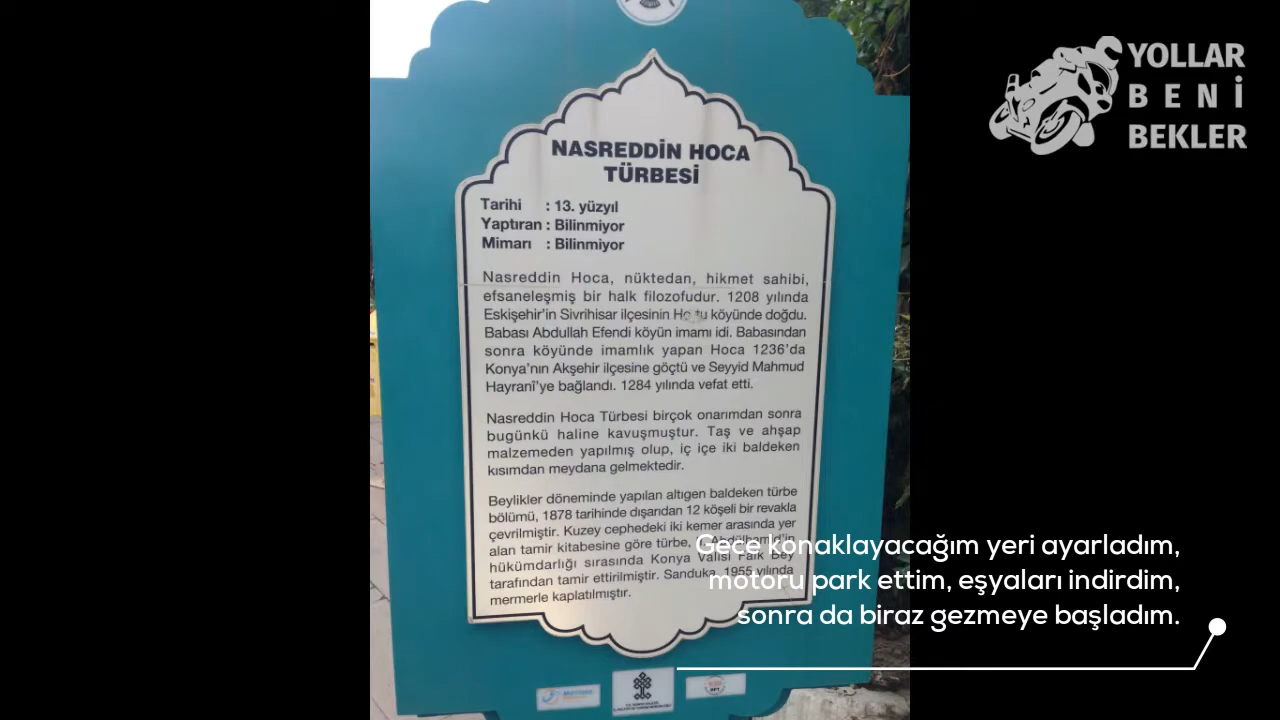 YOLLAR
BENİ
BEKLER
NASREDDİN HOCA
TÜRBESİ
Tarihi : 13. yüzyıl
Yaptıran : Bilinmiyor
Mimarı : Bilinmiyor
Nasreddin Hoca, nüktedan, hikmet sahibi,
efsaneleşmiş bir halk filozofudur. 1208 yılında
Eskişehir'in Sivrihisar ilçesinin köyünde doğdu.
Babası Abdullah Efendi köyün imamı idi. Babasından
sonra köyünde imamlık yapan Hoca 1236'da
Konya'nın Akşehir ilçesine göçtü ve Seyyid Mahmud
Hayranî'ye bağlandı. 1284 yılında vefat etti.
Nasreddin Hoca Türbesi birçok onarımdan sonra
bugünkü haline kavuşmuştur. Taş ve ahşap
malzemeden yapılmış olup, iç içe iki baldeken
kısımdan meydana gelmektedir.
Beylikler döneminde yapılan altıgen baldeken türbe
bölümü, 1878 tarihinde dışarıdan 12 köşeli bir revakla
çevrilmiştir. Kuzey cephedeki iki kemer arasında yer
alan tamir kitabesine göre türbe, II. Abdülhamd'in
hükümdarlığı sırasında Konya Valisi Faik Bey
tarafından tamir ettirilmiştir. Sanduka, 1955 yılında
mermerle kaplatılmıştır.
Gece konaklayacağım yeri ayarladım,
motoru park ettim, eşyaları indirdim,
sonra da biraz gezmeye başladım.